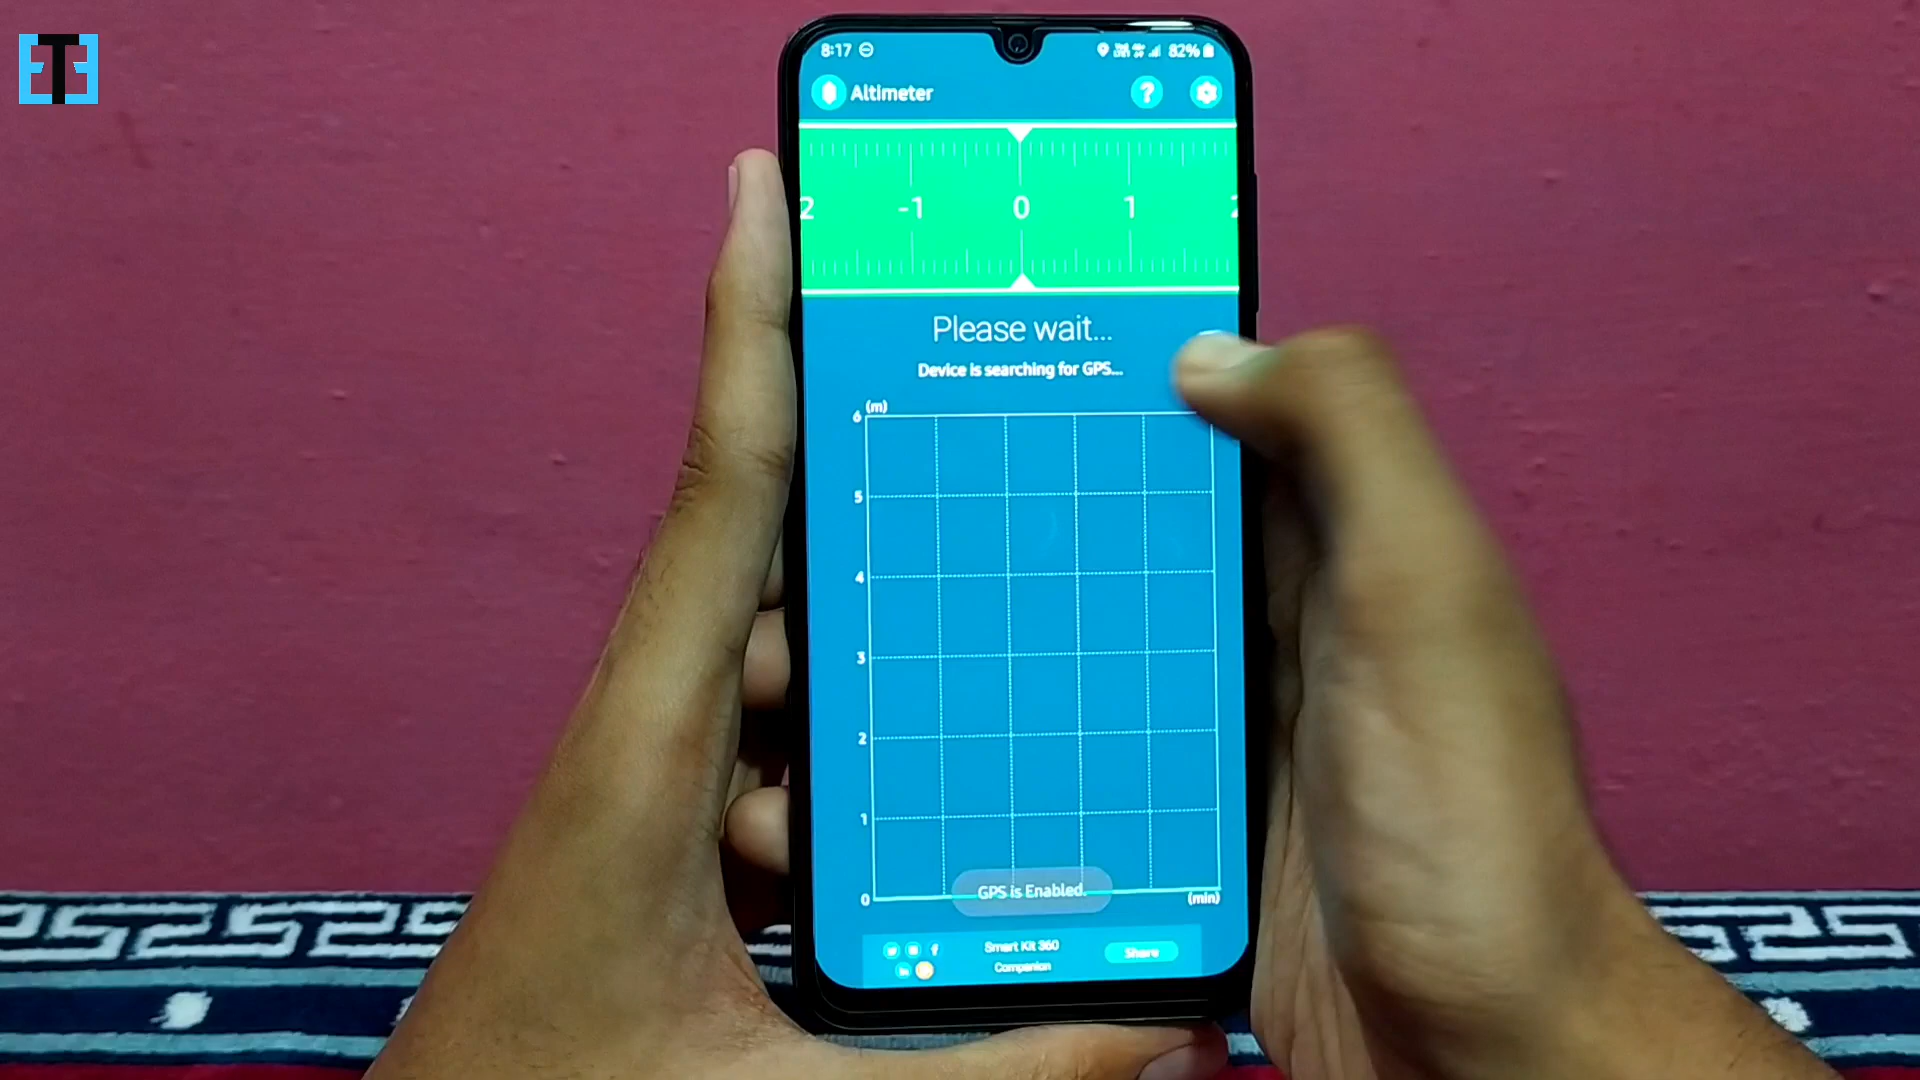 8:17
82%
Altimeter
?
2 -1 0 1 2
Please wait...
Device is searching for GPS...
(m)
6
5
4
3
2
1
0
GPS is Enabled.
(min)
Smart Kit 360
Companion
Share